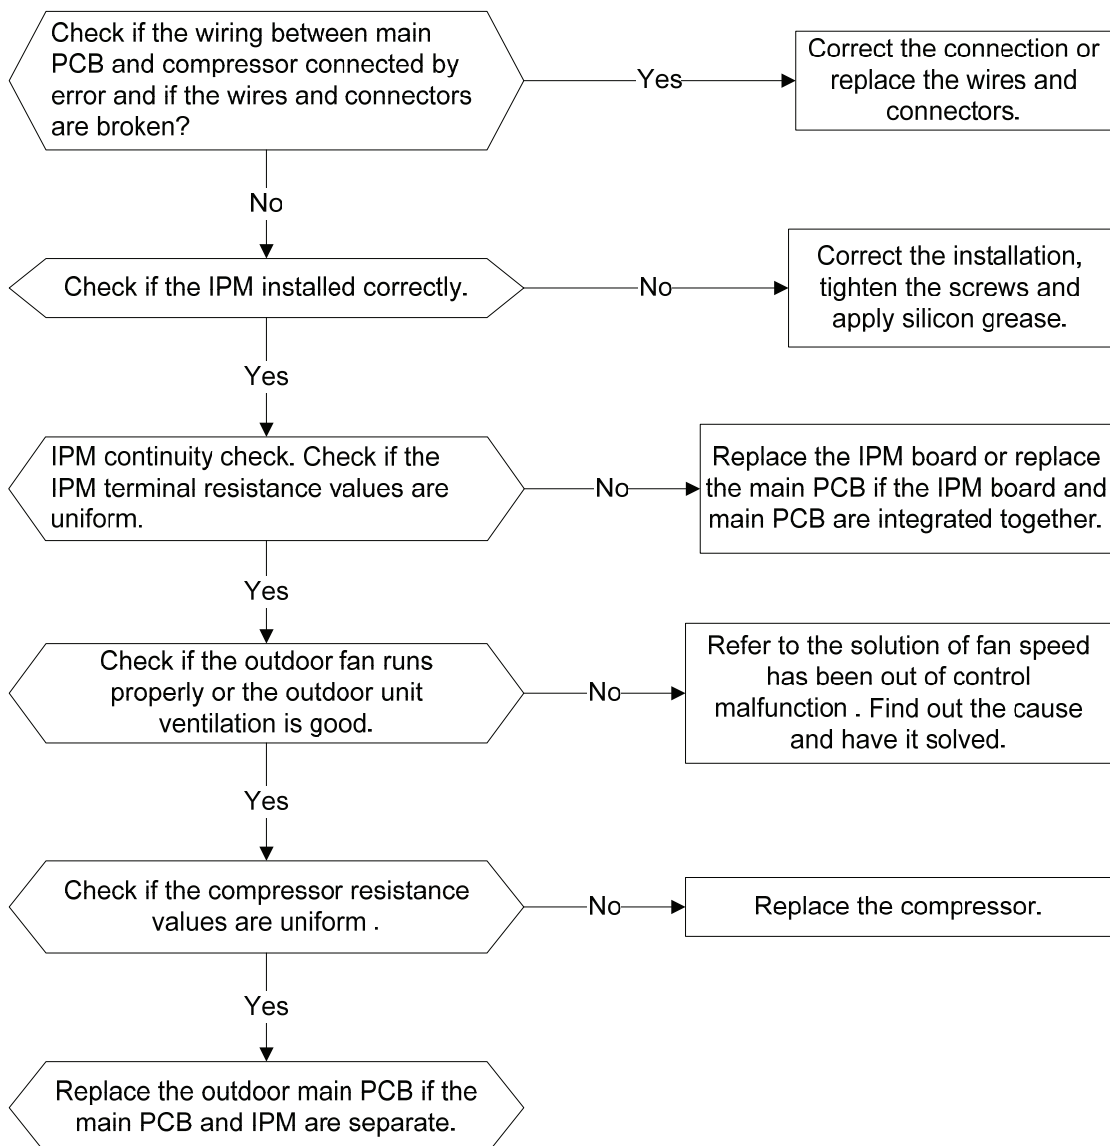 Check if the wiring between main
PCB and compressor connected by
error and if the wires and connectors
are broken?
Yes
Correct the connection or
replace the wires and
connectors.
No
Check if the IPM installed correctly.
No
Correct the installation,
tighten the screws and
apply silicon grease.
Yes
IPM continuity check. Check if the
IPM terminal resistance values are
uniform.
No
Replace the IPM board or replace
the main PCB if the IPM board and
main PCB are integrated together.
Yes
Check if the outdoor fan runs
properly or the outdoor unit
ventilation is good.
No
Refer to the solution of fan speed
has been out of control
malfunction . Find out the cause
and have it solved.
Yes
Check if the compressor resistance
values are uniform .
No
Replace the compressor.
Yes
Replace the outdoor main PCB if the
main PCB and IPM are separate.